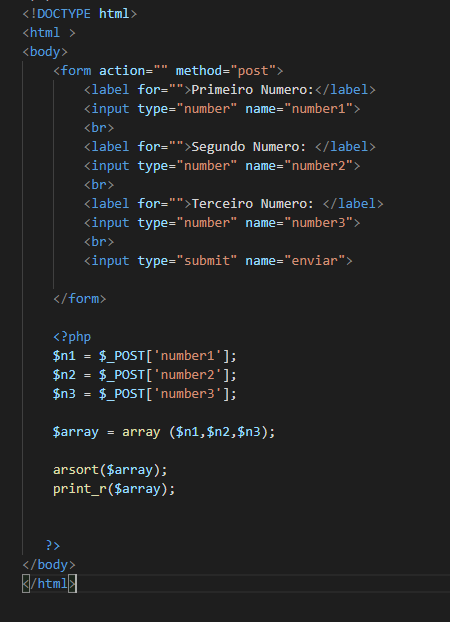 <!DOCTYPE html>
<html >
<body>
    <form action="" method="post">
        <label for="">Primeiro Numero:</label>
        <input type="number" name="number1">
        <br>
        <label for="">Segundo Numero: </label>
        <input type="number" name="number2">
        <br>
        <label for="">Terceiro Numero: </label>
        <input type="number" name="number3">
        <br>
        <input type="submit" name="enviar">
    </form>
    <?php
    $n1 = $_POST['number1'];
    $n2 = $_POST['number2'];
    $n3 = $_POST['number3'];
    $array = array ($n1,$n2,$n3);
    arsort($array);
    print_r($array);
   ?>
</body>
</html>